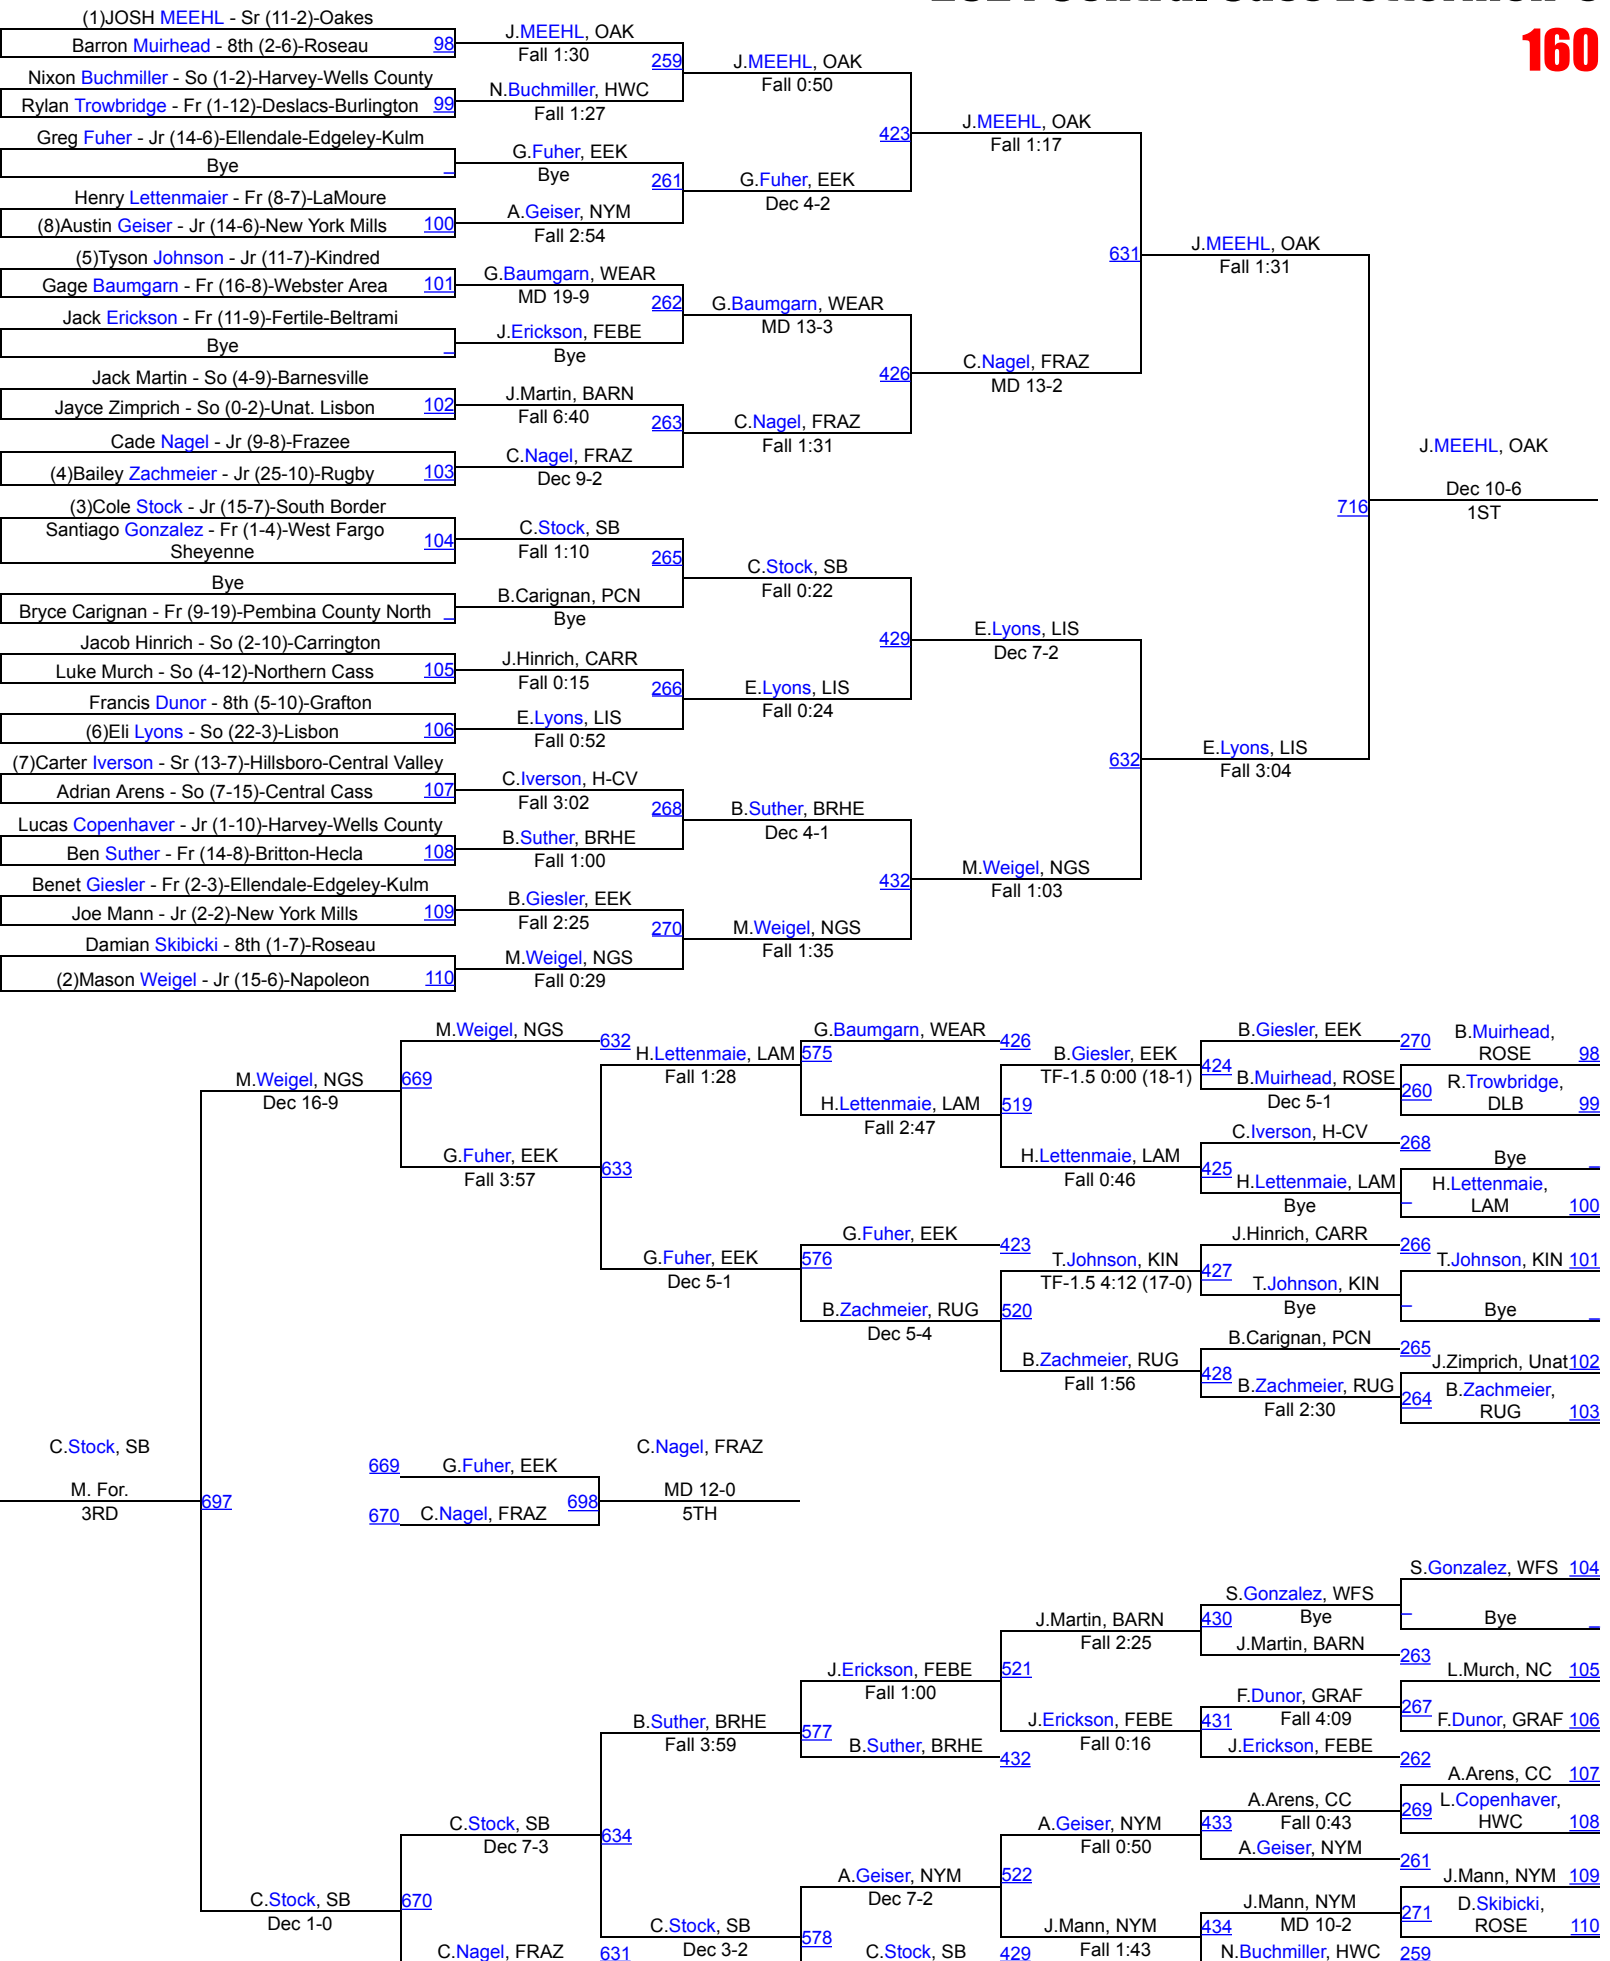 160
(1)JOSH MEEHL - Sr (11-2)-Oakes
Barron Muirhead - 8th (2-6)-Roseau 98
Nixon Buchmiller - So (1-2)-Harvey-Wells County
Rylan Trowbridge - Fr (1-12)-Deslacs-Burlington 99
Greg Fuher - Jr (14-6)-Ellendale-Edgeley-Kulm
Bye
Henry Lettenmaier - Fr (8-7)-LaMoure
(8)Austin Geiser - Jr (14-6)-New York Mills 100
(5)Tyson Johnson - Jr (11-7)-Kindred
Gage Baumgarn - Fr (16-8)-Webster Area 101
Jack Erickson - Fr (11-9)-Fertile-Beltrami
Bye
Jack Martin - So (4-9)-Barnesville
Jayce Zimprich - So (0-2)-Unat. Lisbon 102
Cade Nagel - Jr (9-8)-Frazee
(4)Bailey Zachmeier - Jr (25-10)-Rugby 103
(3)Cole Stock - Jr (15-7)-South Border
Santiago Gonzalez - Fr (1-4)-West Fargo
Sheyenne 104
Bye
Bryce Carignan - Fr (9-19)-Pembina County North
Jacob Hinrich - So (2-10)-Carrington
Luke Murch - So (4-12)-Northern Cass 105
Francis Dunor - 8th (5-10)-Grafton
(6)Eli Lyons - So (22-3)-Lisbon 106
(7)Carter Iverson - Sr (13-7)-Hillsboro-Central Valley
Adrian Arens - So (7-15)-Central Cass 107
Lucas Copenhaver - Jr (1-10)-Harvey-Wells County
Ben Suther - Fr (14-8)-Britton-Hecla 108
Benet Giesler - Fr (2-3)-Ellendale-Edgeley-Kulm
Joe Mann - Jr (2-2)-New York Mills 109
Damian Skibicki - 8th (1-7)-Roseau
(2)Mason Weigel - Jr (15-6)-Napoleon 110
J.MEEHL, OAK
Fall 1:30
259
N.Buchmiller, HWC
Fall 1:27
G.Fuher, EEK
Bye
261
A.Geiser, NYM
Fall 2:54
G.Baumgarn, WEAR
MD 19-9
262
J.Erickson, FEBE
Bye
J.Martin, BARN
Fall 6:40
263
C.Nagel, FRAZ
Dec 9-2
C.Stock, SB
Fall 1:10
265
B.Carignan, PCN
Bye
J.Hinrich, CARR
Fall 0:15
266
E.Lyons, LIS
Fall 0:52
C.Iverson, H-CV
Fall 3:02
268
B.Suther, BRHE
Fall 1:00
B.Giesler, EEK
Fall 2:25
270
M.Weigel, NGS
Fall 0:29
J.MEEHL, OAK
Fall 0:50
423
G.Fuher, EEK
Dec 4-2
G.Baumgarn, WEAR
MD 13-3
426
C.Nagel, FRAZ
Fall 1:31
C.Stock, SB
Fall 0:22
429
E.Lyons, LIS
Fall 0:24
B.Suther, BRHE
Dec 4-1
432
M.Weigel, NGS
Fall 1:35
J.MEEHL, OAK
Fall 1:17
631
C.Nagel, FRAZ
MD 13-2
E.Lyons, LIS
Dec 7-2
632
M.Weigel, NGS
Fall 1:03
J.MEEHL, OAK
Fall 1:31
716
E.Lyons, LIS
Fall 3:04
J.MEEHL, OAK
Dec 10-6
1ST
C.Stock, SB
M. For.
3RD
697
M.Weigel, NGS
Dec 16-9
669
C.Stock, SB
Dec 1-0
670
M.Weigel, NGS 632
G.Fuher, EEK
Fall 3:57
633
669 G.Fuher, EEK
670 C.Nagel, FRAZ
698
C.Nagel, FRAZ
MD 12-0
5TH
C.Stock, SB
Dec 7-3
634
C.Nagel, FRAZ 631
H.Lettenmaie, LAM
Fall 1:28
575
G.Fuher, EEK
Dec 5-1
576
B.Suther, BRHE
Fall 3:59
577
C.Stock, SB
Dec 3-2
578
G.Baumgarn, WEAR 426
H.Lettenmaie, LAM
Fall 2:47
519
G.Fuher, EEK 423
B.Zachmeier, RUG
Dec 5-4
520
J.Erickson, FEBE
Fall 1:00
521
B.Suther, BRHE 432
A.Geiser, NYM
Dec 7-2
522
C.Stock, SB 429
B.Giesler, EEK
TF-1.5 0:00 (18-1)
424
H.Lettenmaie, LAM
Fall 0:46
425
T.Johnson, KIN
TF-1.5 4:12 (17-0)
427
B.Zachmeier, RUG
Fall 1:56
428
J.Martin, BARN
Fall 2:25
430
J.Erickson, FEBE
Fall 0:16
431
A.Geiser, NYM
Fall 0:50
433
J.Mann, NYM
Fall 1:43
434
B.Giesler, EEK 270
B.Muirhead, ROSE
Dec 5-1
260
C.Iverson, H-CV 268
H.Lettenmaie, LAM
Bye
J.Hinrich, CARR 266
T.Johnson, KIN
Bye
B.Carignan, PCN 265
B.Zachmeier, RUG
Fall 2:30
264
S.Gonzalez, WFS
Bye
J.Martin, BARN 263
F.Dunor, GRAF
Fall 4:09
267
J.Erickson, FEBE 262
A.Arens, CC
Fall 0:43
269
A.Geiser, NYM 261
J.Mann, NYM
MD 10-2
271
N.Buchmiller, HWC 259
B.Muirhead,
ROSE 98
R.Trowbridge,
DLB 99
Bye
H.Lettenmaie,
LAM 100
T.Johnson, KIN 101
Bye
J.Zimprich, Unat 102
B.Zachmeier,
RUG 103
S.Gonzalez, WFS 104
Bye
L.Murch, NC 105
F.Dunor, GRAF 106
A.Arens, CC 107
L.Copenhaver,
HWC 108
J.Mann, NYM 109
D.Skibicki,
ROSE 110